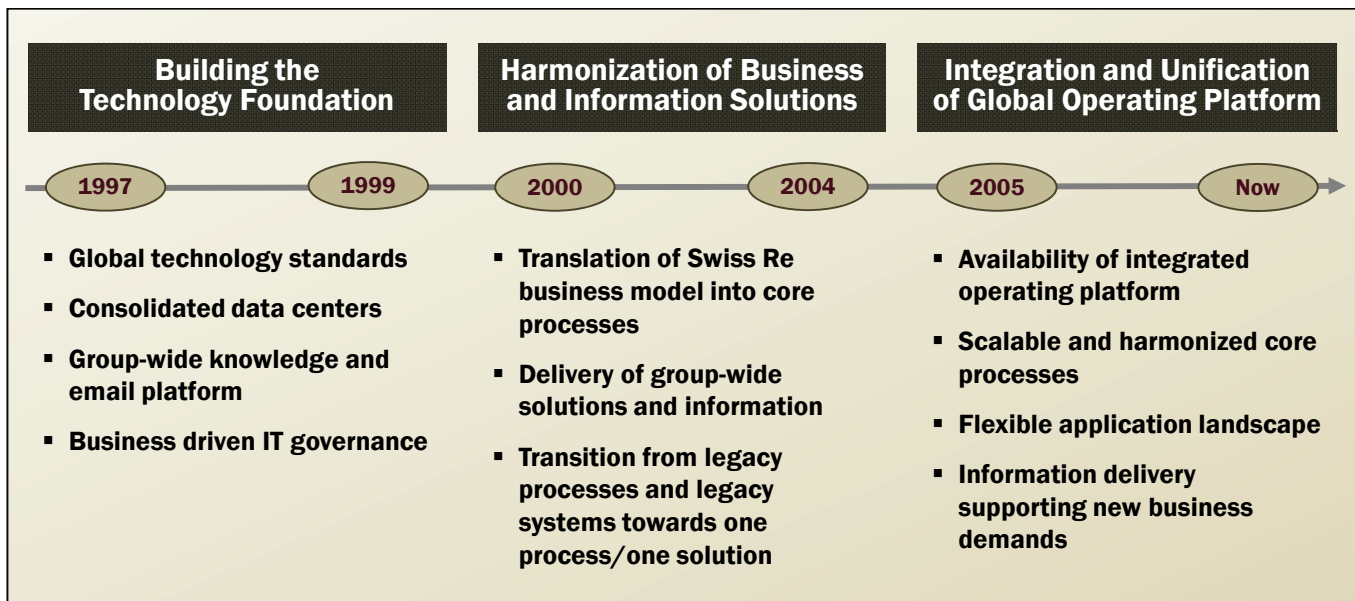 Building the
Technology Foundation
1997
1999
▪ Global technology standards
▪ Consolidated data centers
▪ Group-wide knowledge and
email platform
▪ Business driven IT governance
Harmonization of Business
and Information Solutions
2000
2004
▪ Translation of Swiss Re
business model into core
processes
▪ Delivery of group-wide
solutions and information
▪ Transition from legacy
processes and legacy
systems towards one
process/one solution
Integration and Unification
of Global Operating Platform
2005
Now
▪ Availability of integrated
operating platform
▪ Scalable and harmonized core
processes
▪ Flexible application landscape
▪ Information delivery
supporting new business
demands